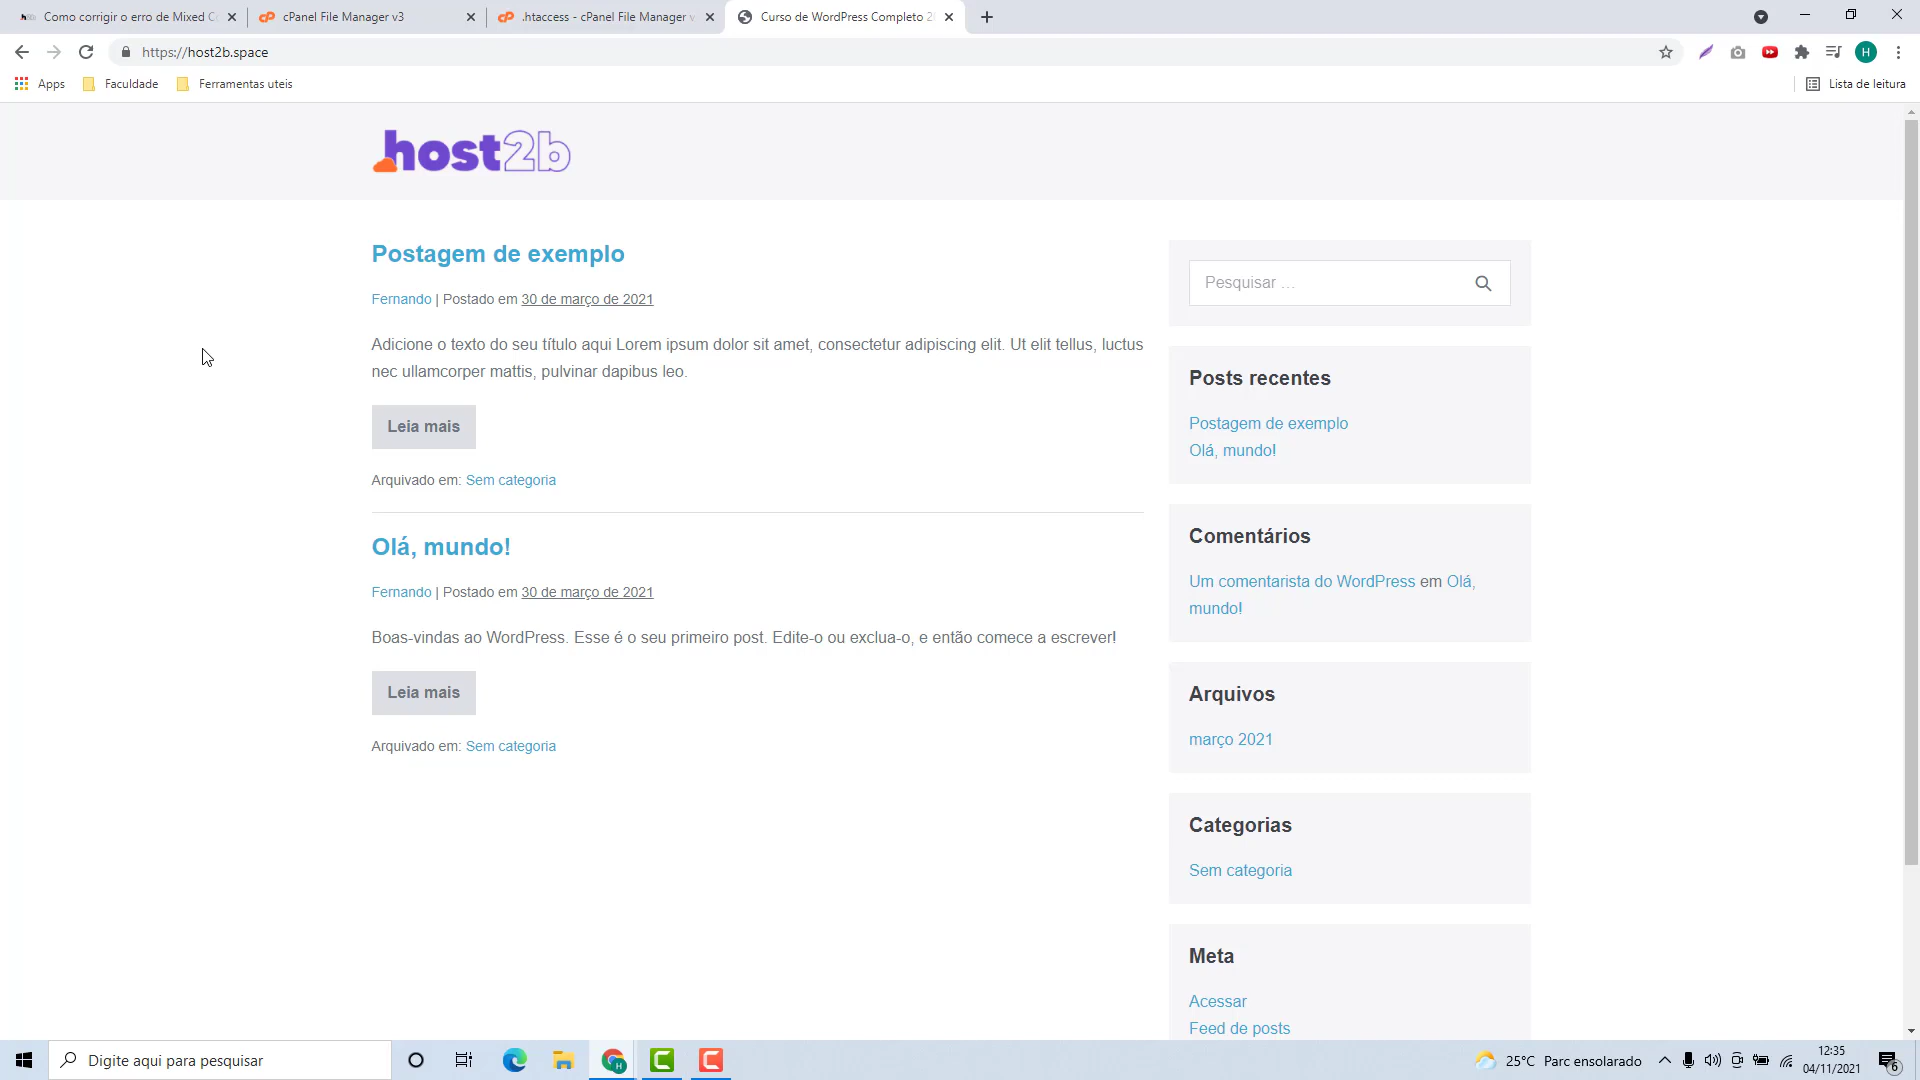 Como corrigir o erro de Mixed C
cPanel File Manager v3
.htaccess - cPanel File Manager v
Curso de WordPress Completo 2
https://host2b.space
H
Apps
Faculdade
Ferramentas uteis
Lista de leitura
host2b
Postagem de exemplo
Fernando | Postado em 30 de março de 2021
Adicione o texto do seu título aqui Lorem ipsum dolor sit amet, consectetur adipiscing elit. Ut elit tellus, luctus
nec ullamcorper mattis, pulvinar dapibus leo.
Leia mais
Arquivado em: Sem categoria
Olá, mundo!
Fernando | Postado em 30 de março de 2021
Boas-vindas ao WordPress. Esse é o seu primeiro post. Edite-o ou exclua-o, e então comece a escrever!
Leia mais
Arquivado em: Sem categoria
Pesquisar …
Posts recentes
Postagem de exemplo
Olá, mundo!
Comentários
Um comentarista do WordPress em Olá,
mundo!
Arquivos
março 2021
Categorias
Sem categoria
Meta
Acessar
Feed de posts
Digite aqui para pesquisar
25°C Parc ensolarado
12:35
04/11/2021
6